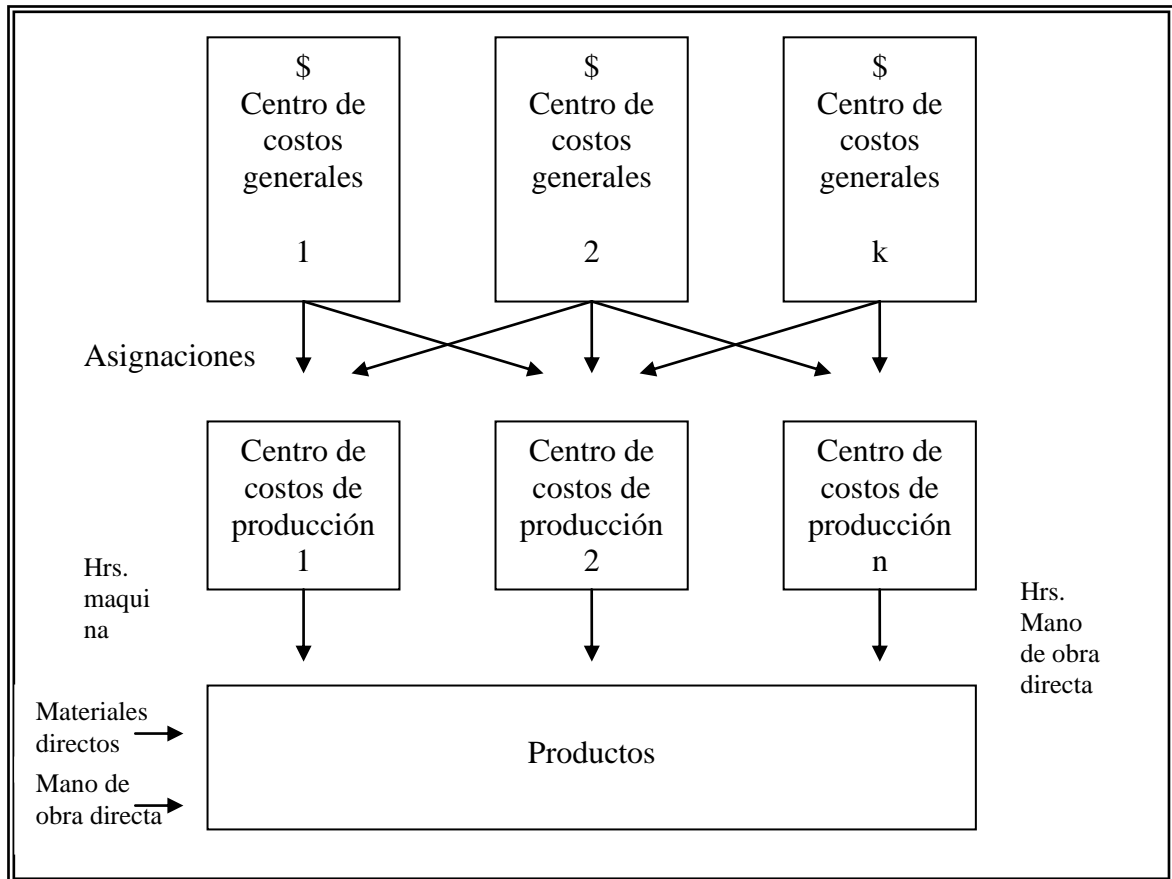 $
Centro de
costos
generales
1
$
Centro de
costos
generales
2
$
Centro de
costos
generales
k
Asignaciones
Centro de
costos de
producción
1
Centro de
costos de
producción
2
Centro de
costos de
producción
n
Hrs.
maqui
na
Hrs.
Mano
de obra
directa
Materiales
directos
Mano de
obra directa
Productos